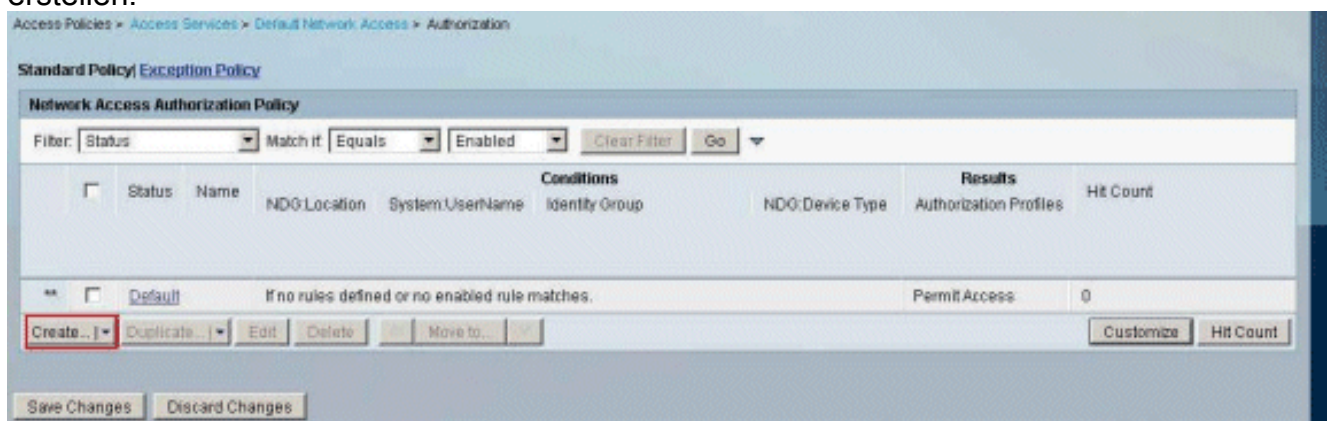 erstellen.
Access Policies > Access Services > Default Network Access > Authorization
Standard Policy| Exception Policy
Network Access Authorization Policy
Filter: Status Match if: Equals Enabled Clear Filter Go
Status Name Conditions Results Hit Count
NDG:Location System:UserName Identity Group NDG:Device Type Authorization Profiles
** Default If no rules defined or no enabled rule matches. Permit Access 0
Create... | Duplicate... | Edit Delete Move to... Customize Hit Count
Save Changes Discard Changes